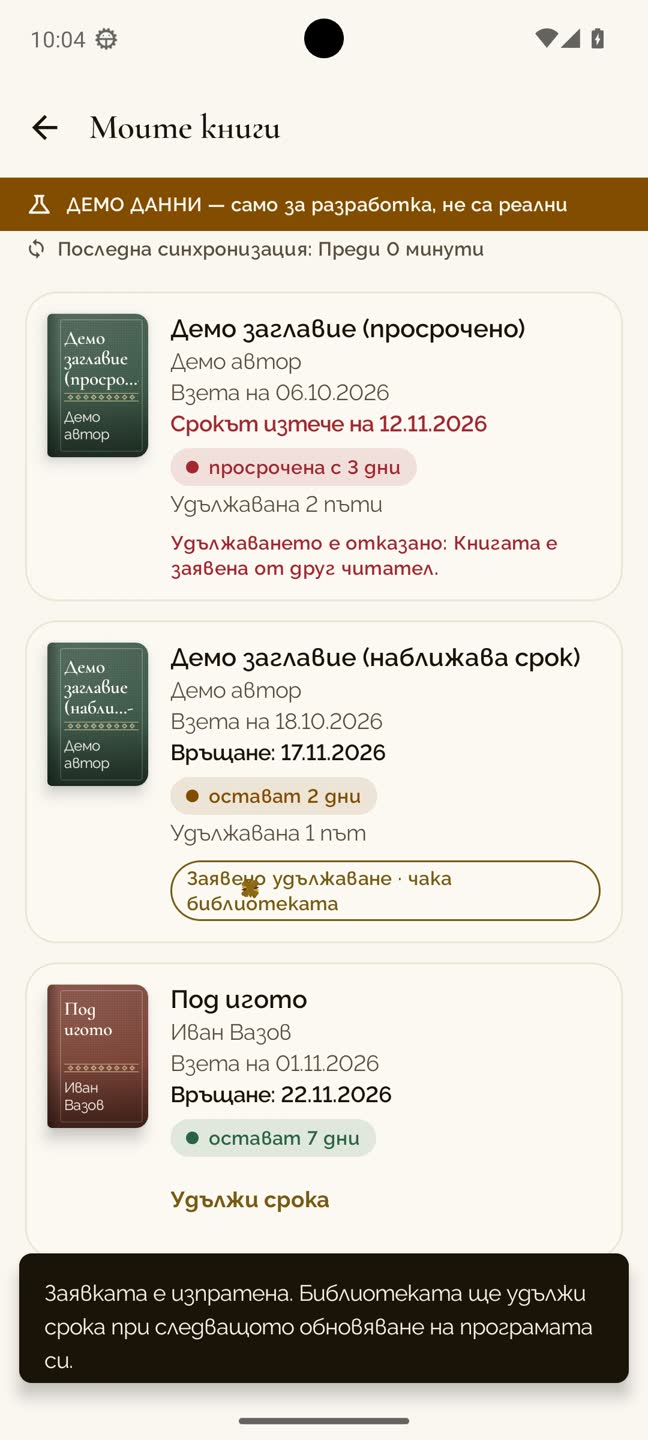 10:04
Моите книги
ДЕМО ДАННИ — само за разработка, не са реални
Последна синхронизация: Преди 0 минути
Демо
заглавие
(просро...
Демо
автор
Демо заглавие (просрочено)
Демо автор
Взета на 06.10.2026
Срокът изтече на 12.11.2026
просрочена с 3 дни
Удължавана 2 пъти
Удължаването е отказано: Книгата е
заявена от друг читател.
Демо
заглавие
(набли...-
Демо
автор
Демо заглавие (наближава срок)
Демо автор
Взета на 18.10.2026
Връщане: 17.11.2026
остават 2 дни
Удължавана 1 път
Заявено удължаване · чака
библиотеката
Под
игото
Иван
Вазов
Под игото
Иван Вазов
Взета на 01.11.2026
Връщане: 22.11.2026
остават 7 дни
Удължи срока
Заявката е изпратена. Библиотеката ще удължи
срока при следващото обновяване на програмата
си.